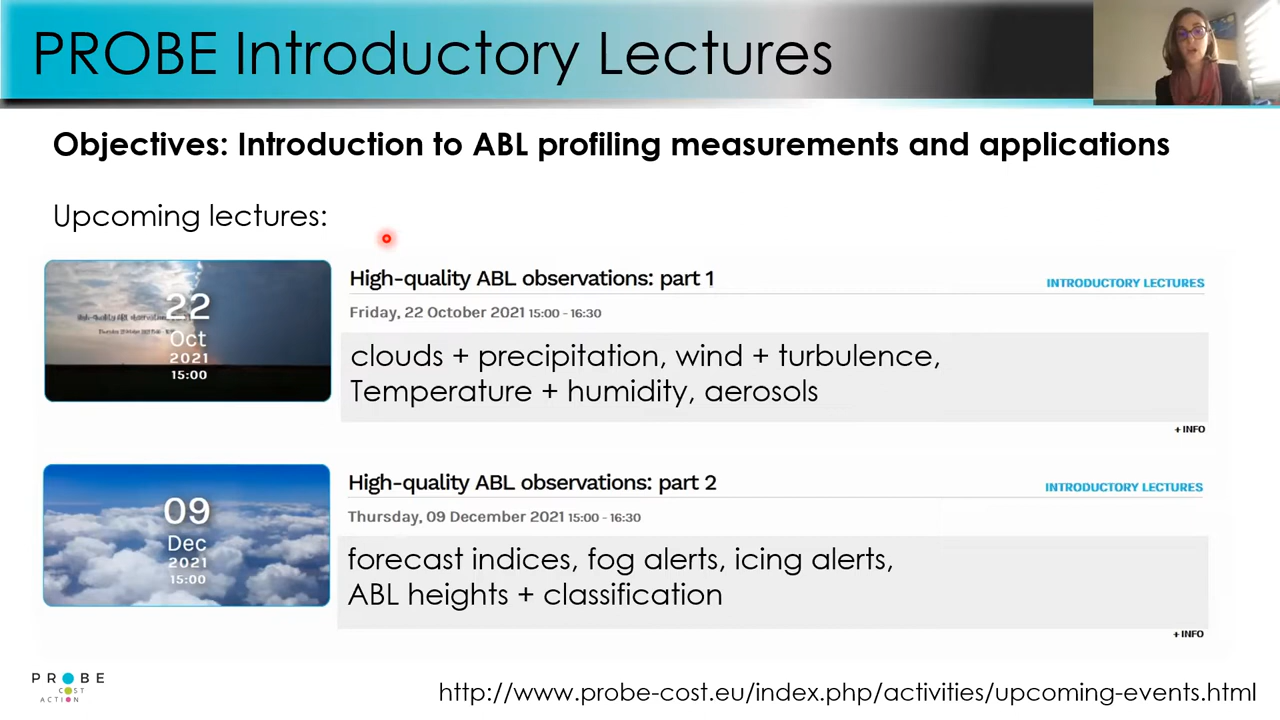 PROBE Introductory Lectures
Objectives: Introduction to ABL profiling measurements and applications
Upcoming lectures:
22
Oct
2021
15:00
High-quality ABL observations: part 1
INTRODUCTORY LECTURES
Friday, 22 October 2021 15:00 - 16:30
clouds + precipitation, wind + turbulence,
Temperature + humidity, aerosols
+ INFO
09
Dec
2021
15:00
High-quality ABL observations: part 2
INTRODUCTORY LECTURES
Thursday, 09 December 2021 15:00 - 16:30
forecast indices, fog alerts, icing alerts,
ABL heights + classification
+ INFO
PROBE
COST
ACTION
http://www.probe-cost.eu/index.php/activities/upcoming-events.html